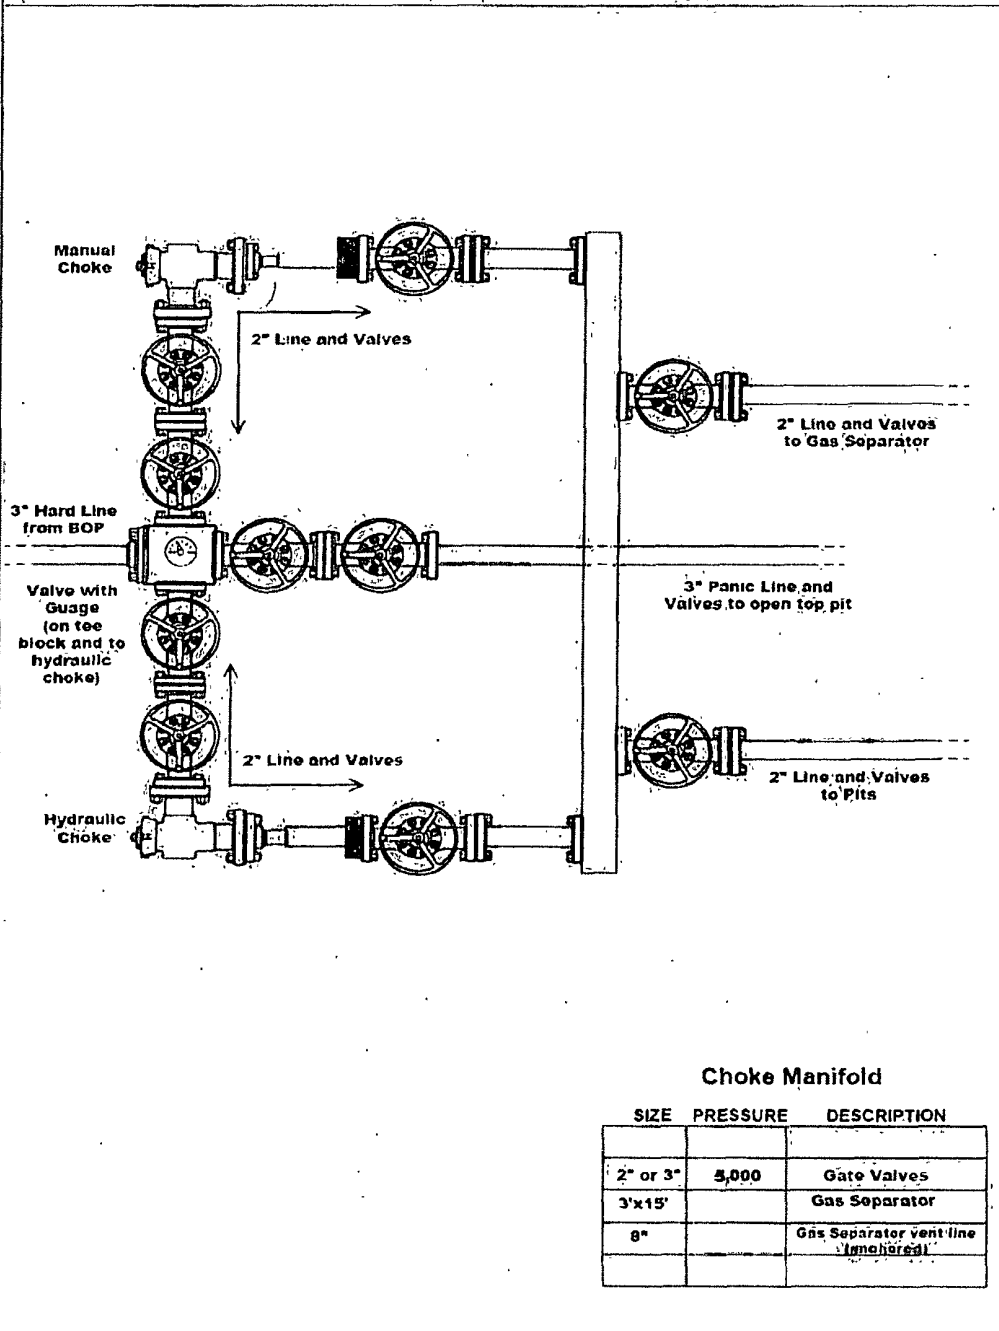 Manual
Choke
2" Line and Valves
2" Line and Valves
to Gas Separator
3" Hard Line
from BOP
Valve with
Guage
(on tee
block and to
hydraulic
choke)
3" Panic Line and
Valves to open top pit
2" Line and Valves
2" Line and Valves
to Pits
Hydraulic
Choke
Choke Manifold
SIZE PRESSURE DESCRIPTION
2" or 3" 5,000 Gate Valves
3'x15' Gas Separator
8" Gas Separator vent line
(anchored)